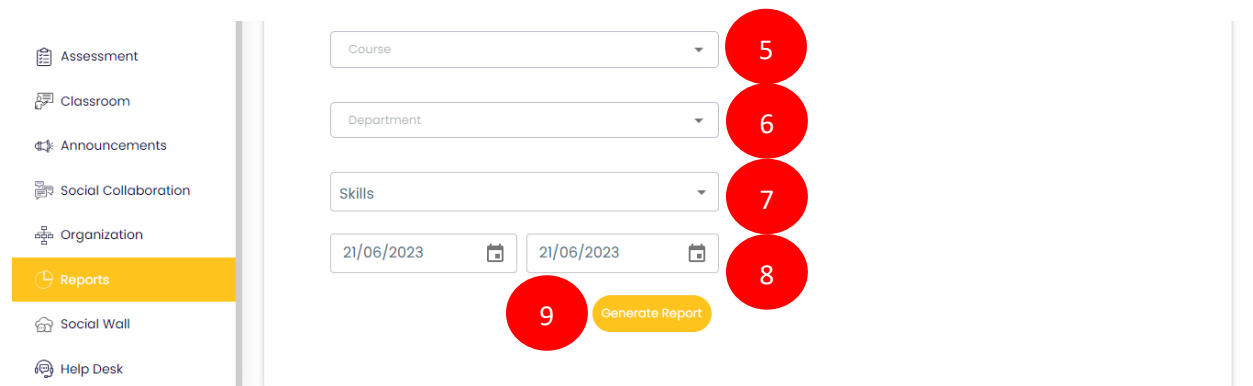 Assessment
Classroom
Announcements
Social Collaboration
Organization
Reports
Social Wall
Help Desk
Course
5
Department
6
Skills
7
21/06/2023
21/06/2023
8
9
Generate Report